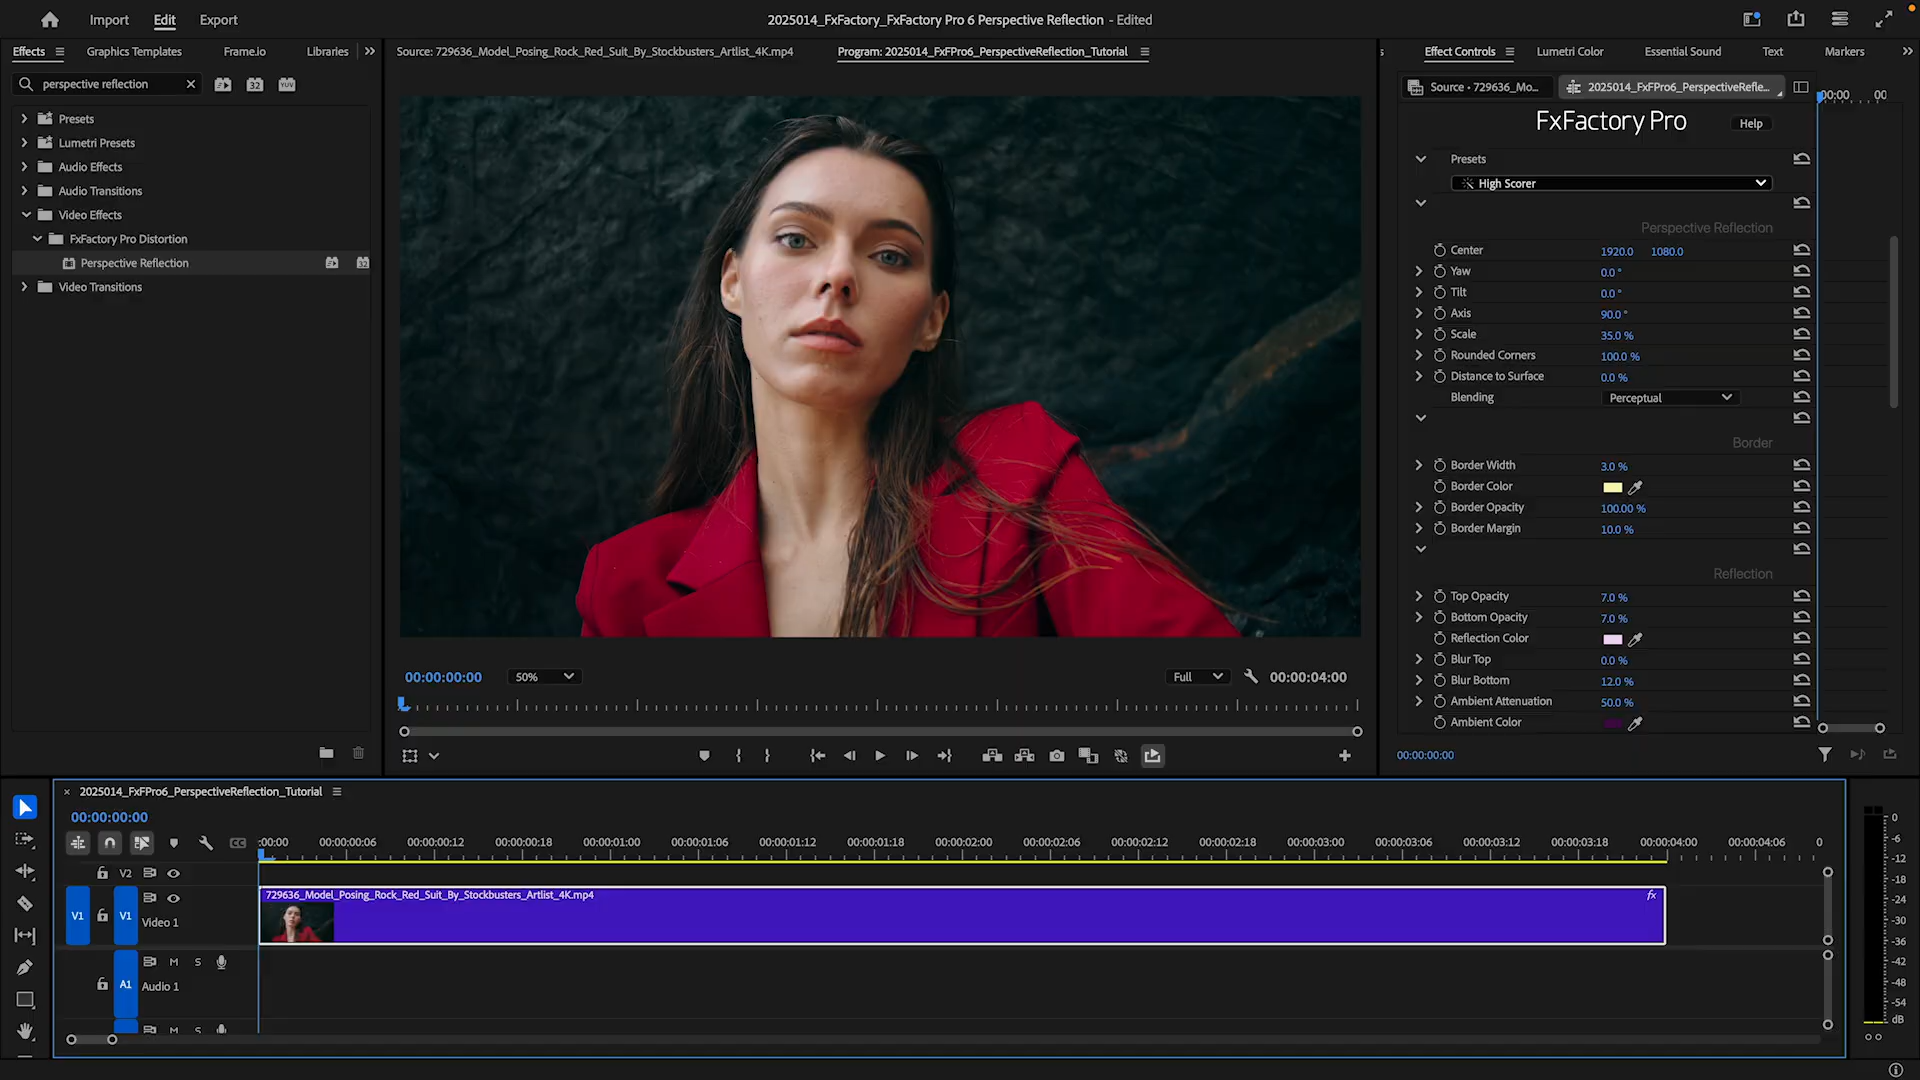 Import
Edit
Export
2025014_FxFactory_FxFactory Pro 6 Perspective Reflection - Edited
Effects
Graphics Templates
Frame.io
Libraries
Source: 729636_Model_Posing_Rock_Red_Suit_By_Stockbusters_Artlist_4K.mp4
Program: 2025014_FxFPro6_PerspectiveReflection_Tutorial
Effect Controls
Lumetri Color
Essential Sound
Text
Markers
perspective reflection
32
YUV
Presets
Lumetri Presets
Audio Effects
Audio Transitions
Video Effects
FxFactory Pro Distortion
Perspective Reflection
32
Video Transitions
Source • 729636_Mo...
2025014_FxFPro6_PerspectiveRefle...
00:00
00
FxFactory Pro
Help
Presets
High Scorer
Perspective Reflection
Center 1920.0 1080.0
Yaw 0.0 °
Tilt 0.0 °
Axis 90.0 °
Scale 35.0 %
Rounded Corners 100.0 %
Distance to Surface 0.0 %
Blending Perceptual
Border
Border Width 3.0 %
Border Color
Border Opacity 100.00 %
Border Margin 10.0 %
Reflection
Top Opacity 7.0 %
Bottom Opacity 7.0 %
Reflection Color
Blur Top 0.0 %
Blur Bottom 12.0 %
Ambient Attenuation 50.0 %
Ambient Color
00:00:00:00
00:00:00:00
50%
Full
00:00:04:00
2025014_FxFPro6_PerspectiveReflection_Tutorial
00:00:00:00
CC
:00:00
00:00:00:06
00:00:00:12
00:00:00:18
00:00:01:00
00:00:01:06
00:00:01:12
00:00:01:18
00:00:02:00
00:00:02:06
00:00:02:12
00:00:02:18
00:00:03:00
00:00:03:06
00:00:03:12
00:00:03:18
00:00:04:00
00:00:04:06
0
V2
V1
V1
Video 1
729636_Model_Posing_Rock_Red_Suit_By_Stockbusters_Artlist_4K.mp4
fx
A1
M
S
Audio 1
M
S
0
-6
-12
-18
-24
-30
-36
-42
-48
-54
dB